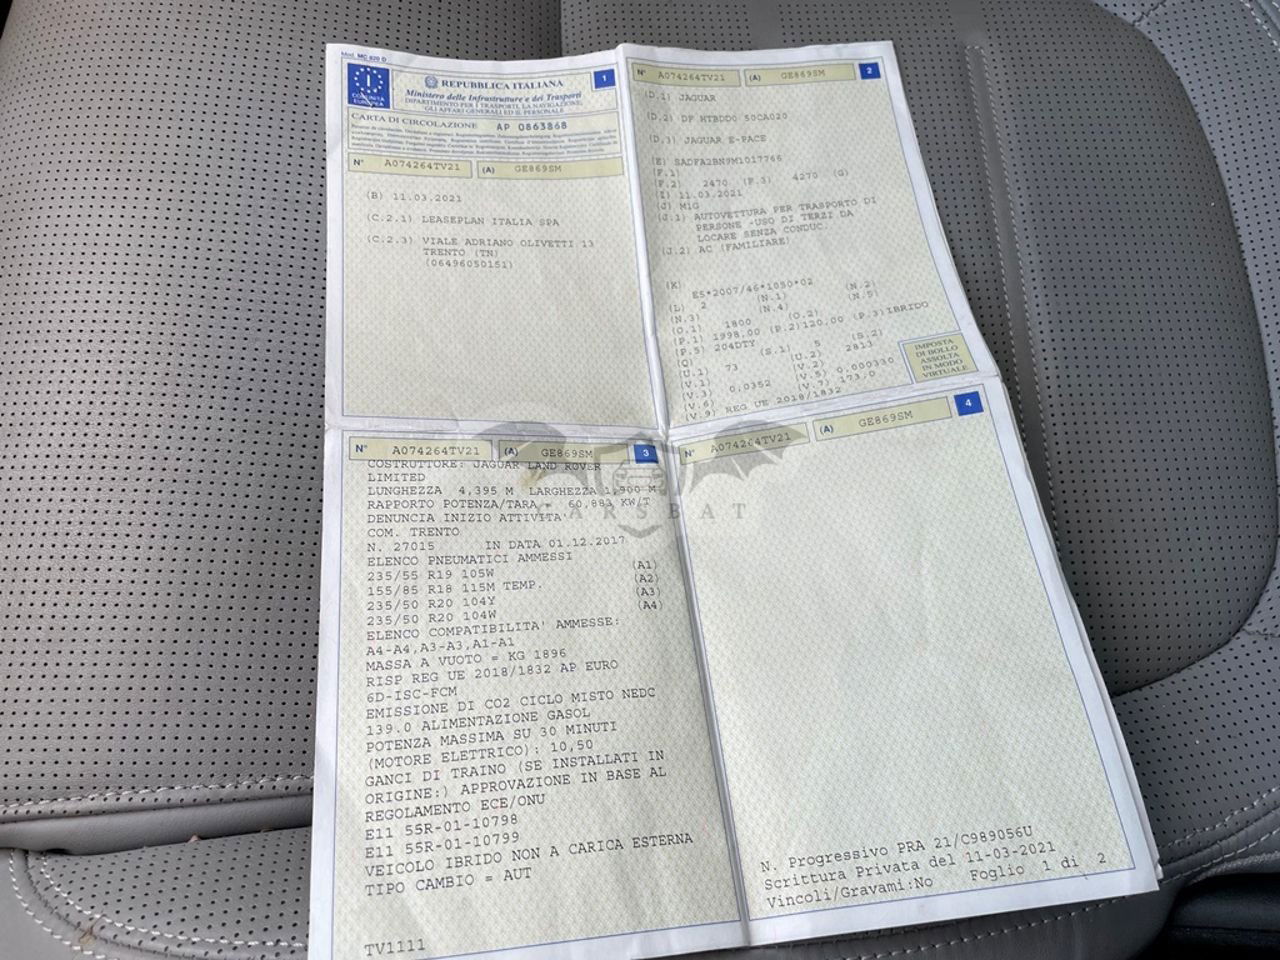 Mod. MC 820 D
COMUNITA' EUROPEA
I
REPUBBLICA ITALIANA
1
Ministero delle Infrastrutture e dei Trasporti
DIPARTIMENTO PER I TRASPORTI, LA NAVIGAZIONE,
GLI AFFARI GENERALI ED IL PERSONALE
CARTA DI CIRCOLAZIONE AP 0863868
N° A074264TV21 (A) GE869SM
(B) 11.03.2021
(C.2.1) LEASEPLAN ITALIA SPA
(C.2.3) VIALE ADRIANO OLIVETTI 13
TRENTO (TN)
(06496050151)
N° A074264TV21 (A) GE869SM 2
(D.1) JAGUAR
(D.2) DF HTBDDO 50CA020
(D.3) JAGUAR E-PACE
(E) SADFA2BN9M1017766
(F.1)
(F.2) 2470 (F.3) 4270 (G)
(I) 11.03.2021
(J) M1G
(J.1) AUTOVETTURA PER TRASPORTO DI
PERSONE -USO DI TERZI DA
LOCARE SENZA CONDUC.
(J.2) AC (FAMILIARE)
(K) E5*2007/46*1050*02
(L) 2 (N.1) (N.2)
(N.3) (N.4) (N.5)
(O.1) 1800 (O.2)
(P.1) 1998.00 (P.2)120,00 (P.3)IBRIDO
(P.5) 204DTY
(Q) (S.1) 5 (S.2)
(U.1) 73 (U.2) 2813
(V.1) (V.2)
(V.3) 0,0352 (V.5) 0,000330
(V.6) (V.7) 173,0
(V.9) REG UE 2018/1832
IMPOSTA
DI BOLLO
ASSOLTA
IN MODO
VIRTUALE
N° A074264TV21 (A) GE869SM 3
COSTRUTTORE: JAGUAR LAND ROVER
LIMITED
LUNGHEZZA 4,395 M LARGHEZZA 1,900 M
RAPPORTO POTENZA/TARA = 60,883 KW/T
DENUNCIA INIZIO ATTIVITA'
COM. TRENTO
N. 27015 IN DATA 01.12.2017
ELENCO PNEUMATICI AMMESSI
235/55 R19 105W (A1)
155/85 R18 115M TEMP. (A2)
235/50 R20 104Y (A3)
235/50 R20 104W (A4)
ELENCO COMPATIBILITA' AMMESSE:
A4-A4,A3-A3,A1-A1
MASSA A VUOTO = KG 1896
RISP REG UE 2018/1832 AP EURO
6D-ISC-FCM
EMISSIONE DI CO2 CICLO MISTO NEDC
139.0 ALIMENTAZIONE GASOL
POTENZA MASSIMA SU 30 MINUTI
(MOTORE ELETTRICO): 10,50
GANCI DI TRAINO (SE INSTALLATI IN
ORIGINE:) APPROVAZIONE IN BASE AL
REGOLAMENTO ECE/ONU
E11 55R-01-10798
E11 55R-01-10799
VEICOLO IBRIDO NON A CARICA ESTERNA
TIPO CAMBIO = AUT
TV1111
N° A074264TV21 (A) GE869SM 4
N. Progressivo PRA 21/C989056U
Scrittura Privata del 11-03-2021
Vincoli/Gravami:No Foglio 1 di 2
CARSBAT